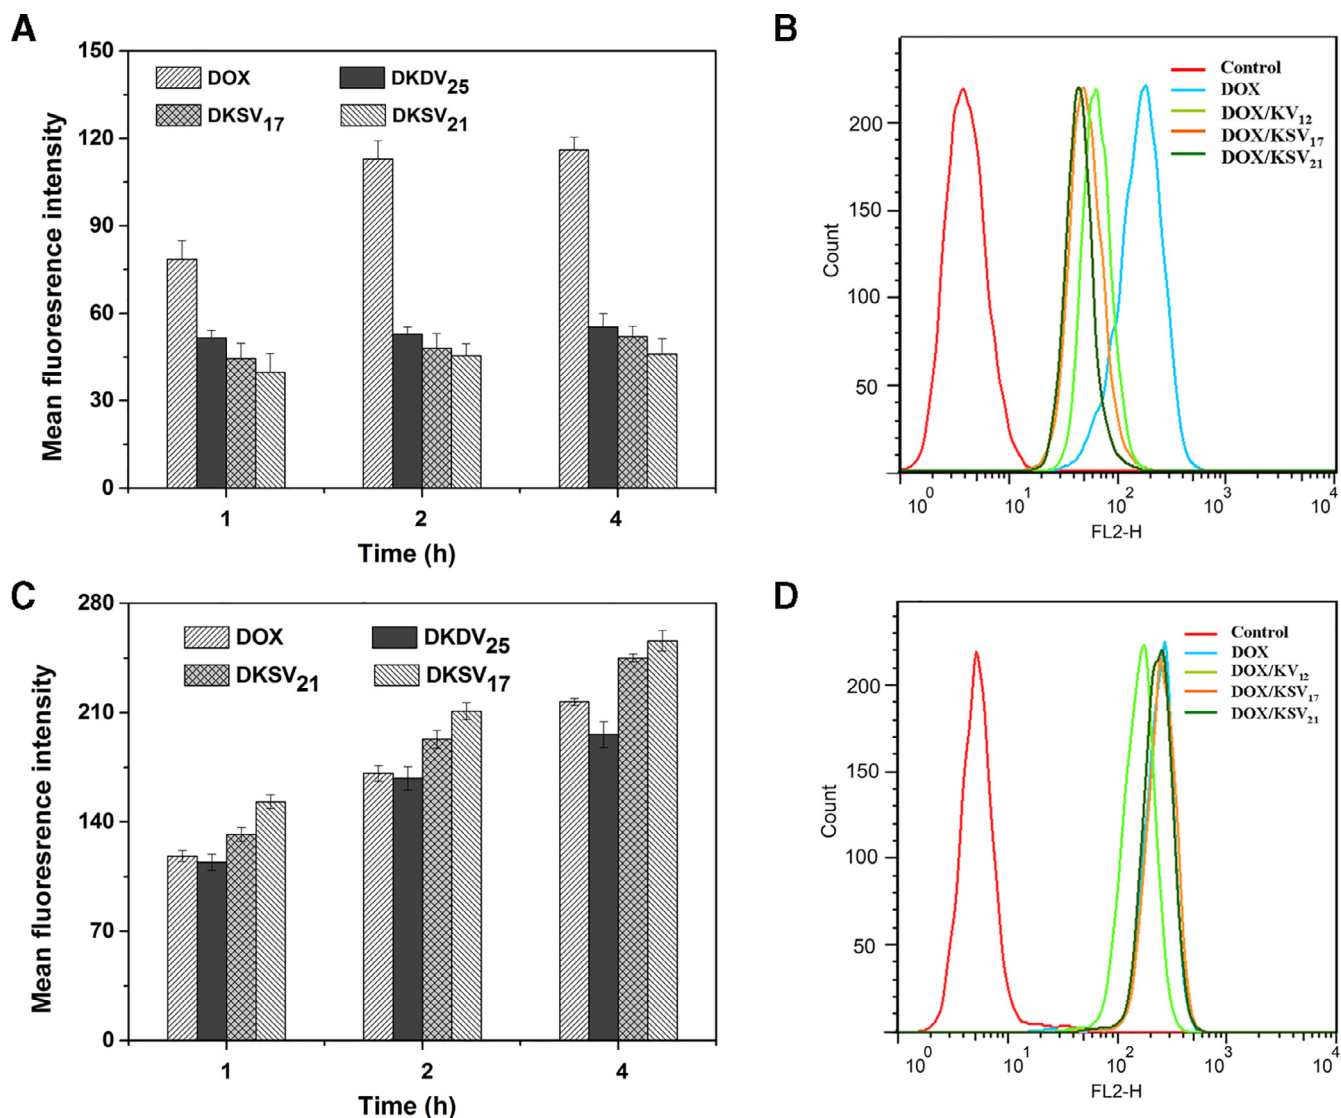 A
150
120
90
60
30
0
Mean fluoresrence intensity
DOX
DKDV25
DKSV17
DKSV21
1
2
4
Time (h)
B
200
150
100
50
Count
Control
DOX
DOX/KV12
DOX/KSV17
DOX/KSV21
10^0
10^1
10^2
10^3
10^4
FL2-H
C
280
210
140
70
0
Mean fluoresrence intensity
DOX
DKDV25
DKSV21
DKSV17
1
2
4
Time (h)
D
200
150
100
50
Count
Control
DOX
DOX/KV12
DOX/KSV17
DOX/KSV21
10^0
10^1
10^2
10^3
10^4
FL2-H